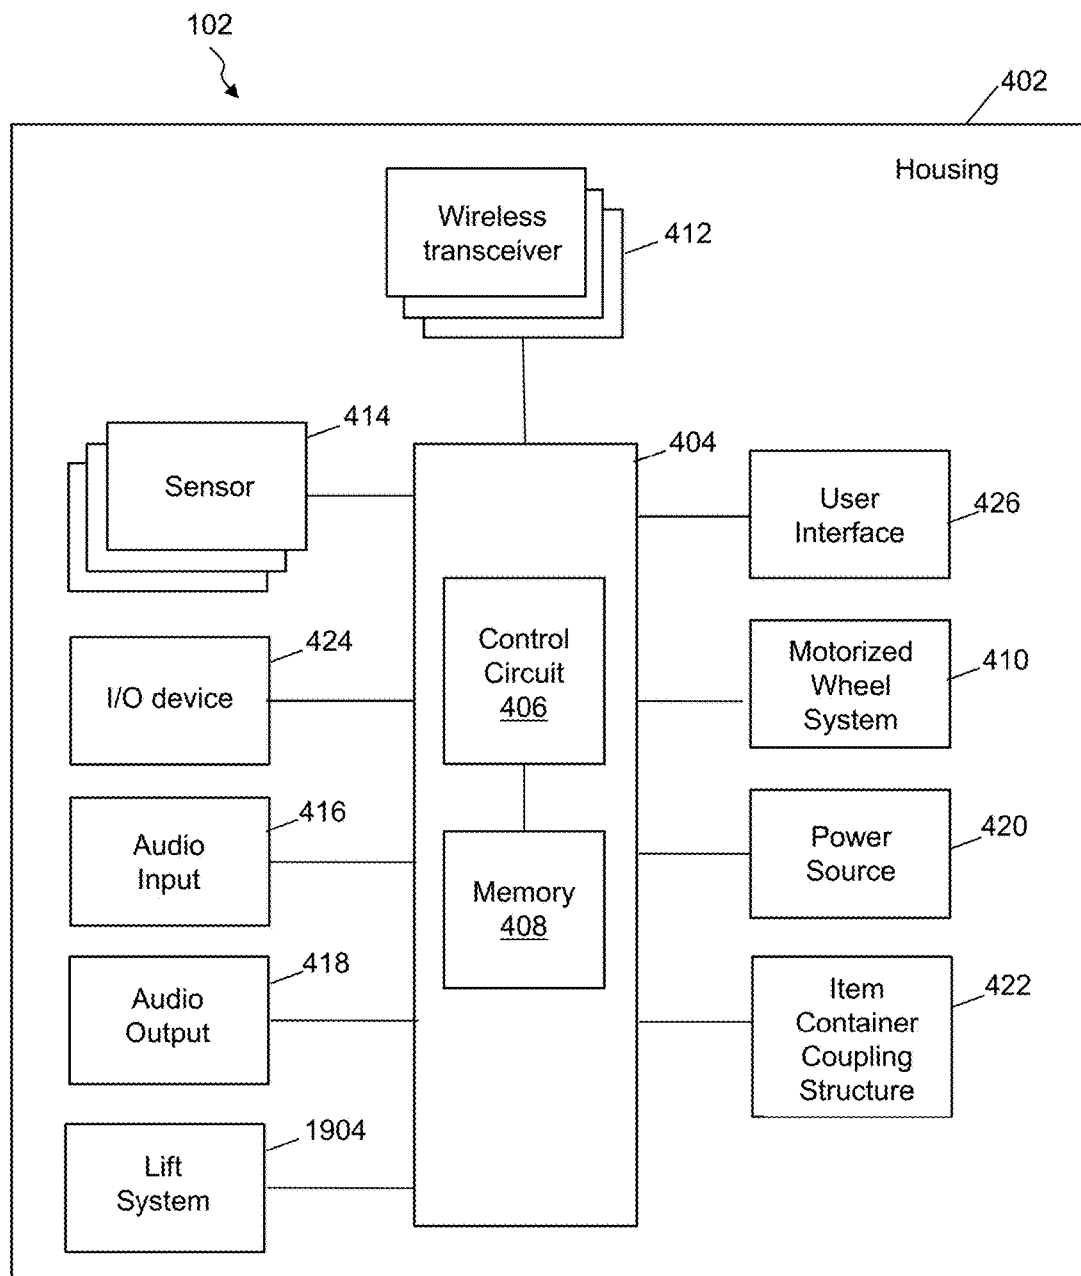 102
402
Housing
Wireless
transceiver
412
414
Sensor
404
User
Interface
426
424
I/O device
Control
Circuit
406
Motorized
Wheel
System
410
416
Audio
Input
Memory
408
Power
Source
420
418
Audio
Output
Item
Container
Coupling
Structure
422
1904
Lift
System